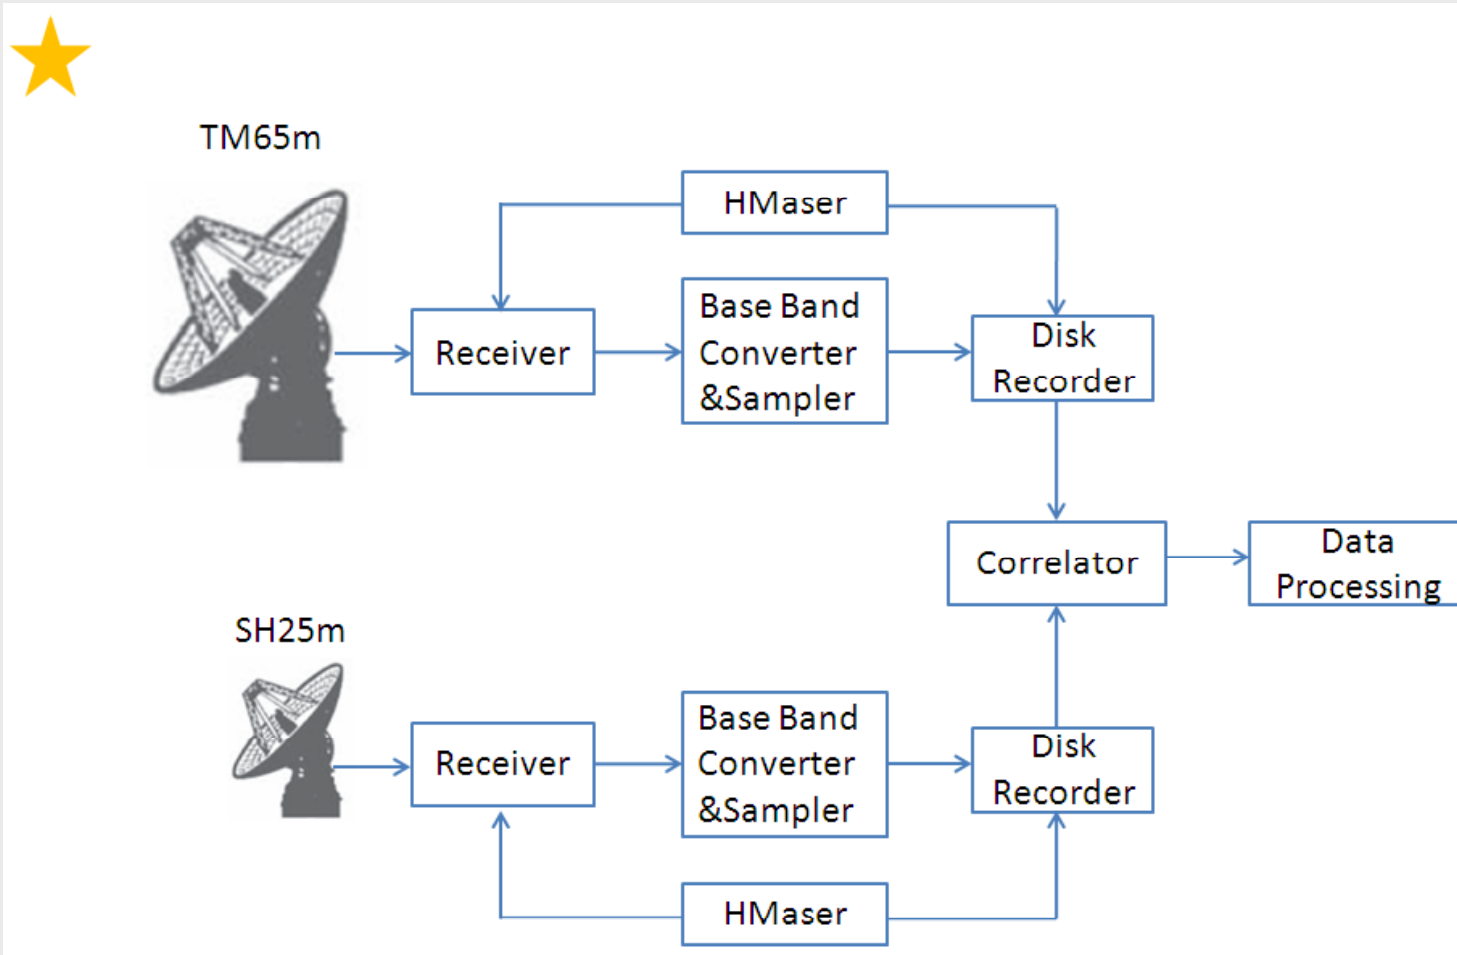 TM65m
HMaser
Receiver
Base Band
Converter
&Sampler
Disk
Recorder
Correlator
Data
Processing
SH25m
Receiver
Base Band
Converter
&Sampler
Disk
Recorder
HMaser